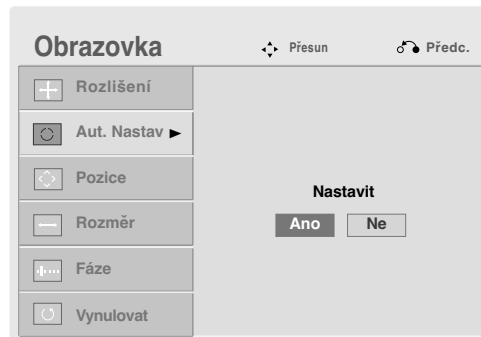 Obrazovka
Přesun
Předc.
Rozlišení
Aut. Nastav
Pozice
Rozměr
Fáze
Vynulovat
Nastavit
Ano
Ne